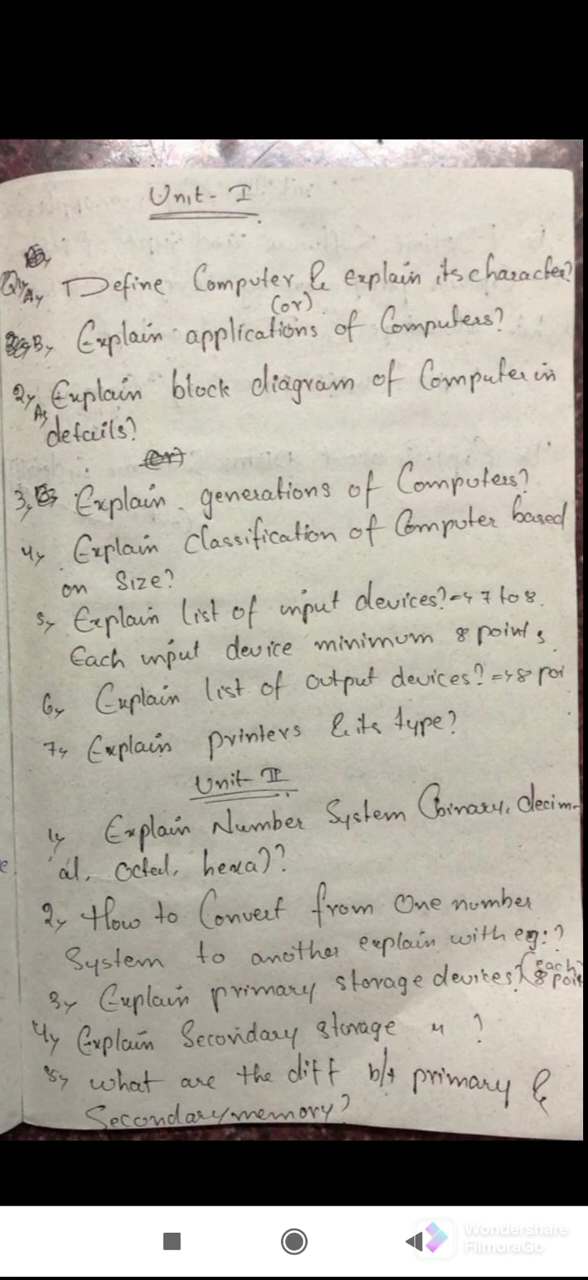 Unit - I
Q1, A, Define Computer & explain its character?
(or)
B, Explain applications of Computers?
2, A, Explain block diagram of Computer in
details?
3, Explain generations of Computers?
4, Explain classification of Computer based
on Size?
5, Explain list of input devices? => 7 to 8.
Each input device minimum 8 points
6, Explain list of output devices? => 8 poi
7, Explain printers & its type?
Unit II
1, Explain Number System (binary, decim-
al, octal, hexa)?
2, How to Convert from one number
System to another explain with eg:?
3, Explain primary storage devices? (each 8 poi
4, Explain Secondary storage " ?
5, what are the diff b/t primary &
Secondary memory?
Wondershare
FilmoraGo